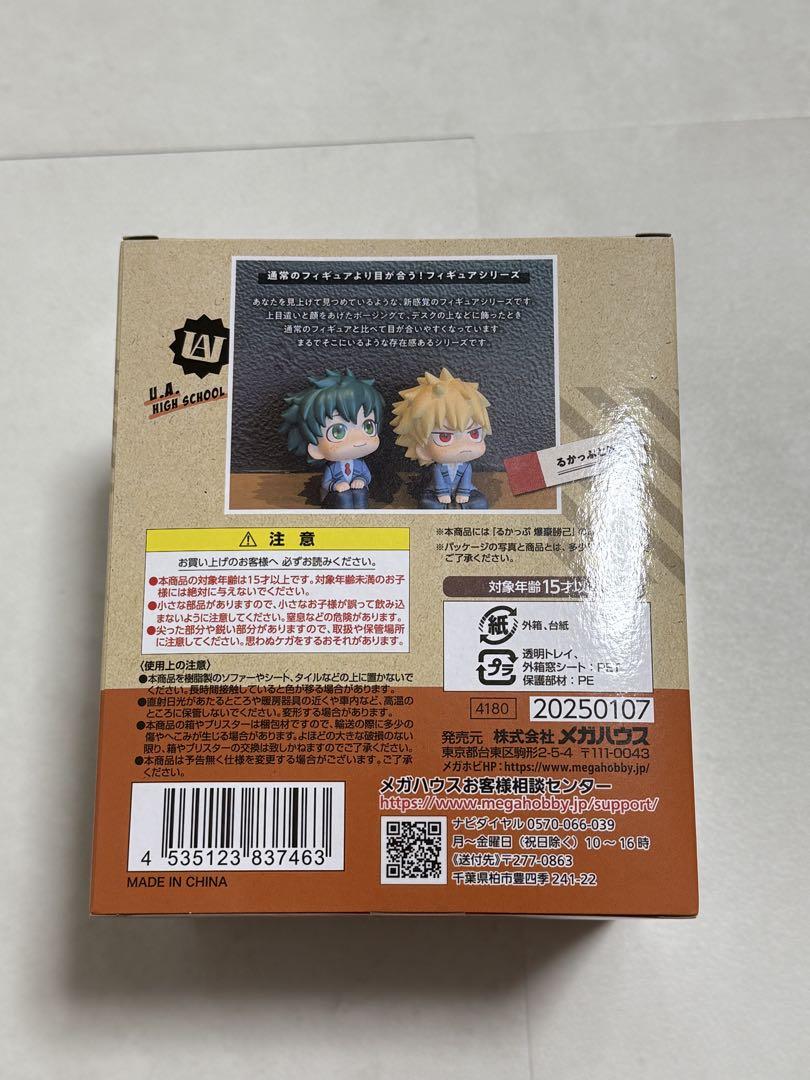 通常のフィギュアより目が合う!フィギュアシリーズ
あなたを見上げて見つめているような、新感覚のフィギュアシリーズです
上目遣いと顔をあげたポージングで、デスクの上などに飾ったとき
通常のフィギュアと比べて目が合いやすくなっています
まるでそこにいるような存在感あるシリーズです。
UA
U.A.
HIGH SCHOOL
るかっぷ
⚠ 注意
お買い上げのお客様へ 必ずお読みください。
●本商品の対象年齢は15才以上です。対象年齢未満のお子
様には絶対に与えないでください。
●小さな部品がありますので、小さなお子様が誤って飲み込
まないように注意してください。窒息などの危険があります。
●尖った部分や鋭い部分がありますので、取扱や保管場所
に注意してください。思わぬケガをするおそれがあります。
〈使用上の注意〉
●本商品を樹脂製のソファーやシート、タイルなどの上に置かないで
ください。長時間接触していると色が移る場合があります。
●直射日光があたるところや暖房器具の近くや車内など、高温の
ところに保管しないでください。変形する場合があります。
●本商品の箱やブリスターは梱包材ですので、輸送の際に多少の
傷やへこみが生じる場合があります。よほどの大きな破損のない
限り、箱やブリスターの交換は致しかねますのでご了承ください。
●本商品は予告無く仕様を変更する場合がございます。ご了承
ください。
4 535123 837463
MADE IN CHINA
※本商品には「るかっぷ 爆豪勝己」の
※パッケージの写真と商品とは、多少
ご了承ください。
対象年齢15才以
紙 外箱、台紙
プラ 透明トレイ、
外箱窓シート:PET
保護部材:PE
4180 20250107
発売元 株式会社 メガハウス
東京都台東区駒形2-5-4 〒111-0043
メガホビHP:https://www.megahobby.jp/
メガハウスお客様相談センター
https://www.megahobby.jp/support/
ナビダイヤル 0570-066-039
月~金曜日(祝日除く)10~16時
《送付先》〒277-0863
千葉県柏市豊四季241-22